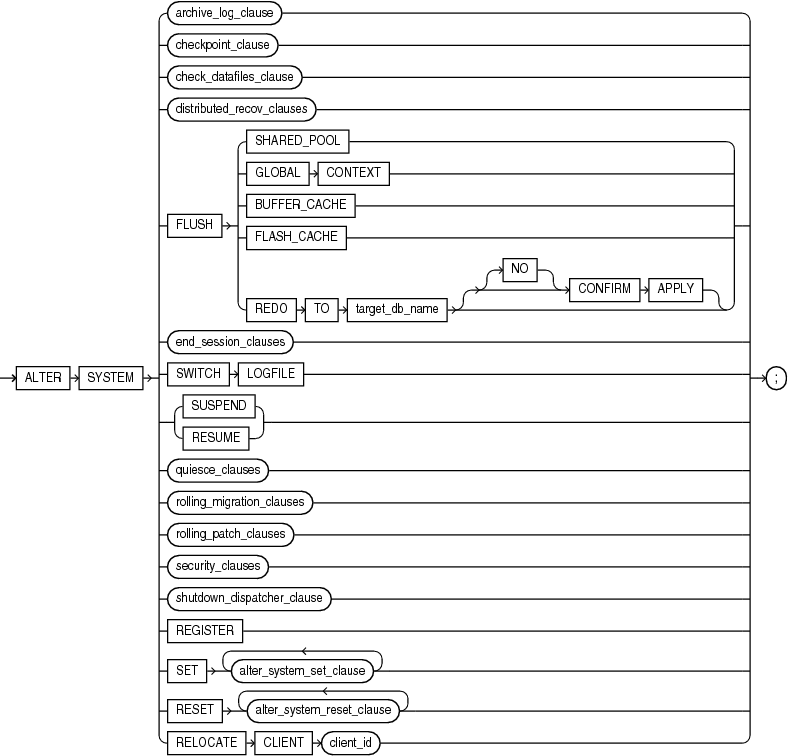 archive_log_clause
checkpoint_clause
check_datafiles_clause
distributed_recov_clauses
SHARED_POOL
GLOBAL CONTEXT
BUFFER_CACHE
FLUSH
FLASH_CACHE
NO
CONFIRM APPLY
REDO TO target_db_name
end_session_clauses
ALTER SYSTEM SWITCH LOGFILE ;
SUSPEND
RESUME
quiesce_clauses
rolling_migration_clauses
rolling_patch_clauses
security_clauses
shutdown_dispatcher_clause
REGISTER
SET alter_system_set_clause
RESET alter_system_reset_clause
RELOCATE CLIENT client_id